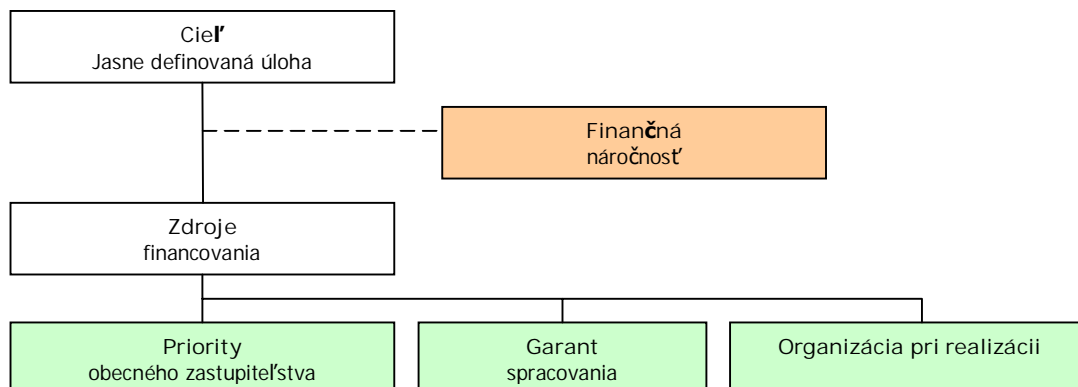 Cieľ
Jasne definovaná úloha
Finančná
náročnosť
Zdroje
financovania
Priority
obecného zastupiteľstva
Garant
spracovania
Organizácia pri realizácii